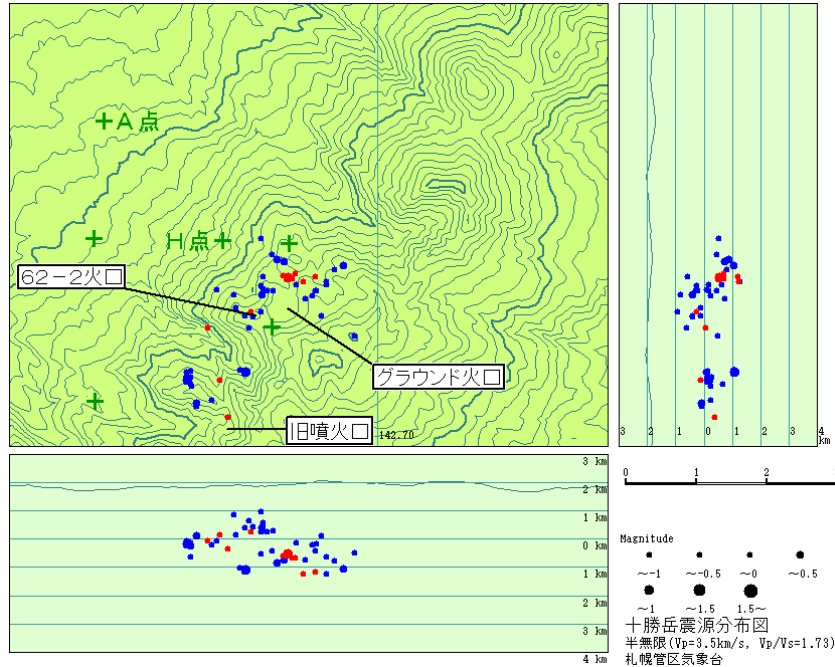 +A点
H点+
62-2火口
グラウンド火口
旧噴火口
142.70
3 2 1 0 1 2 3 4
km
3 km
2 km
1 km
0 km
1 km
2 km
3 km
4 km
0 1 2 3
Magnitude
～-1 ～-0.5 ～0 ～0.5
～1 ～1.5 1.5～
十勝岳震源分布図
半無限(Vp=3.5km/s, Vp/Vs=1.73)
札幌管区気象台